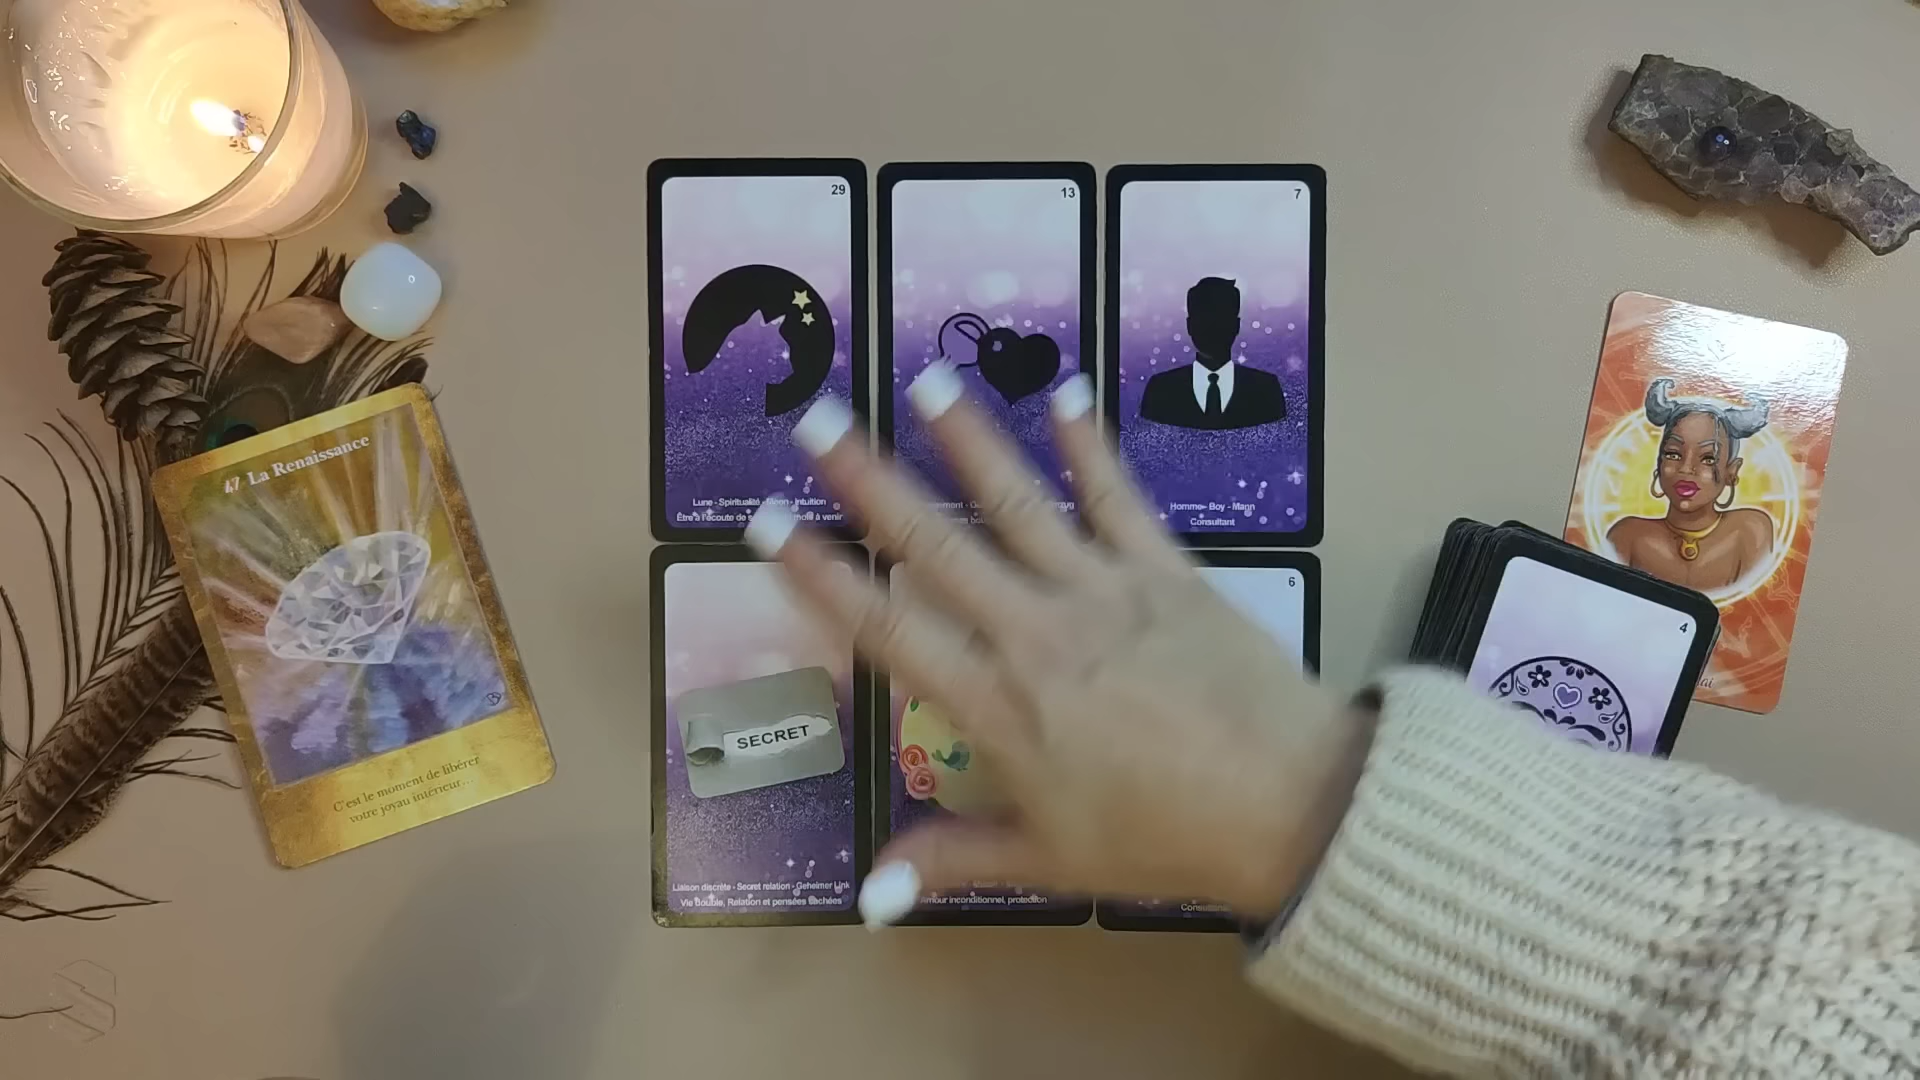 29
13
7
47 La Renaissance
Lune - Spiritualité - Moon - Intuition
Être à l'écoute de mois à venir
Homme - Boy - Mann
Consultant
6
4
SECRET
C'est le moment de libérer
votre joyau intérieur...
Liaison discrète - Secret relation - Geheimer Link
Vie double, Relation et pensées cachées
Amour inconditionnel, protection